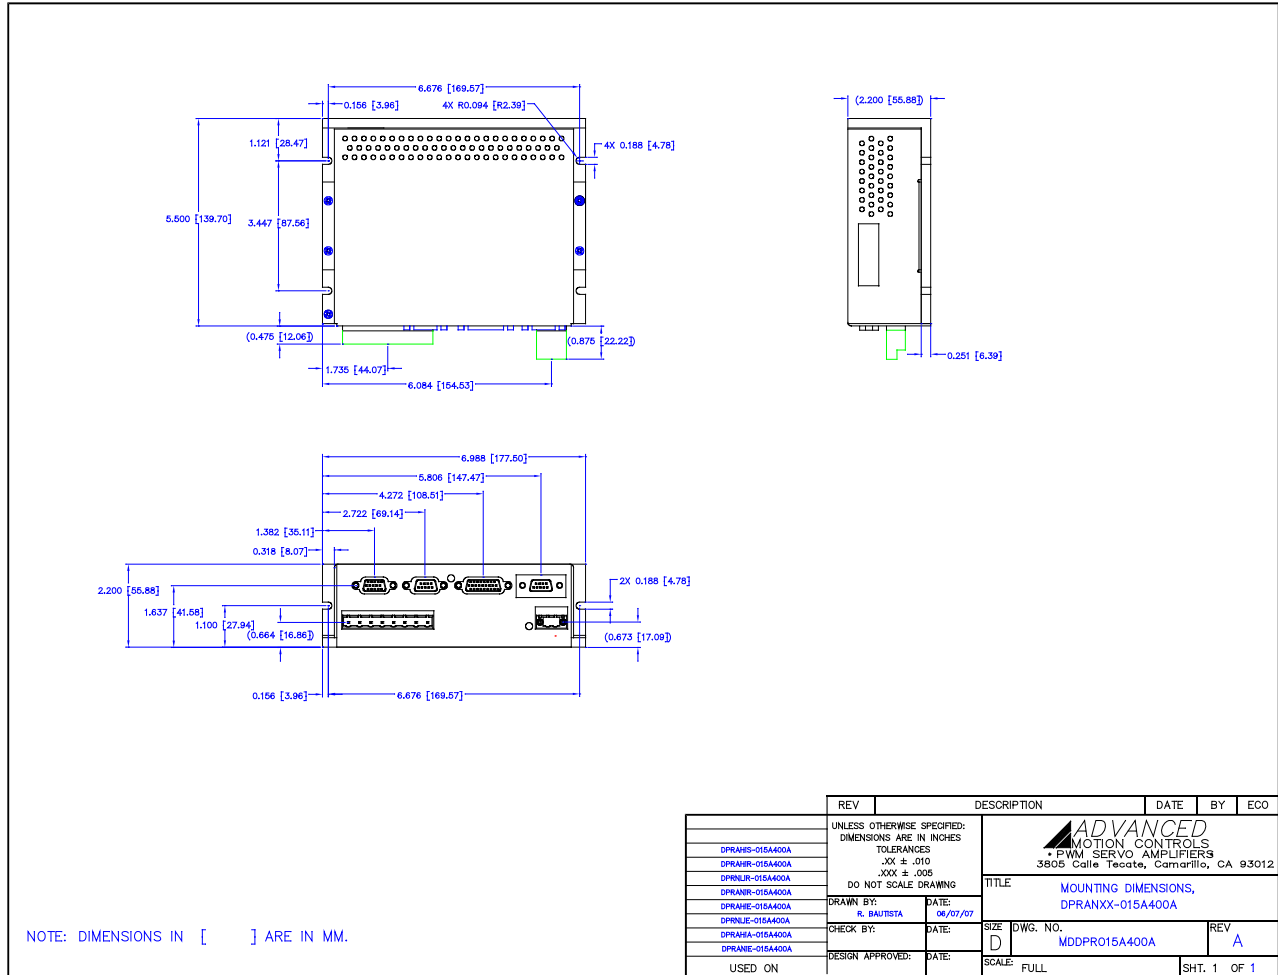 6.676 [169.57]
0.156 [3.96]
4X R0.094 [R2.39]
(2.200 [55.88])
1.121 [28.47]
4X 0.188 [4.78]
5.500 [139.70]
3.447 [87.56]
(0.475 [12.06])
(0.875 [22.22])
0.251 [6.39]
1.735 [44.07]
6.084 [154.53]
6.988 [177.50]
5.806 [147.47]
4.272 [108.51]
2.722 [69.14]
1.382 [35.11]
0.318 [8.07]
2.200 [55.88]
2X 0.188 [4.78]
1.637 [41.58]
1.100 [27.94]
(0.664 [16.86])
(0.673 [17.09])
0.156 [3.96]
6.676 [169.57]
NOTE: DIMENSIONS IN [ ] ARE IN MM.
REV DESCRIPTION DATE BY ECO
DPRAHIS-015A400A
DPRAHIR-015A400A
DPRNLIR-015A400A
DPRANIR-015A400A
DPRAHIE-015A400A
DPRNLIE-015A400A
DPRAHIA-015A400A
DPRANIE-015A400A
USED ON
UNLESS OTHERWISE SPECIFIED:
DIMENSIONS ARE IN INCHES
TOLERANCES
.XX ± .010
.XXX ± .005
DO NOT SCALE DRAWING
DRAWN BY: DATE:
R. BAUTISTA 06/07/07
CHECK BY: DATE:
DESIGN APPROVED: DATE:
ADVANCED
MOTION CONTROLS
• PWM SERVO AMPLIFIERS
3805 Calle Tecate, Camarillo, CA 93012
TITLE
MOUNTING DIMENSIONS,
DPRANXX-015A400A
SIZE DWG. NO. REV
D MDDPRO15A400A A
SCALE: FULL SHT. 1 OF 1